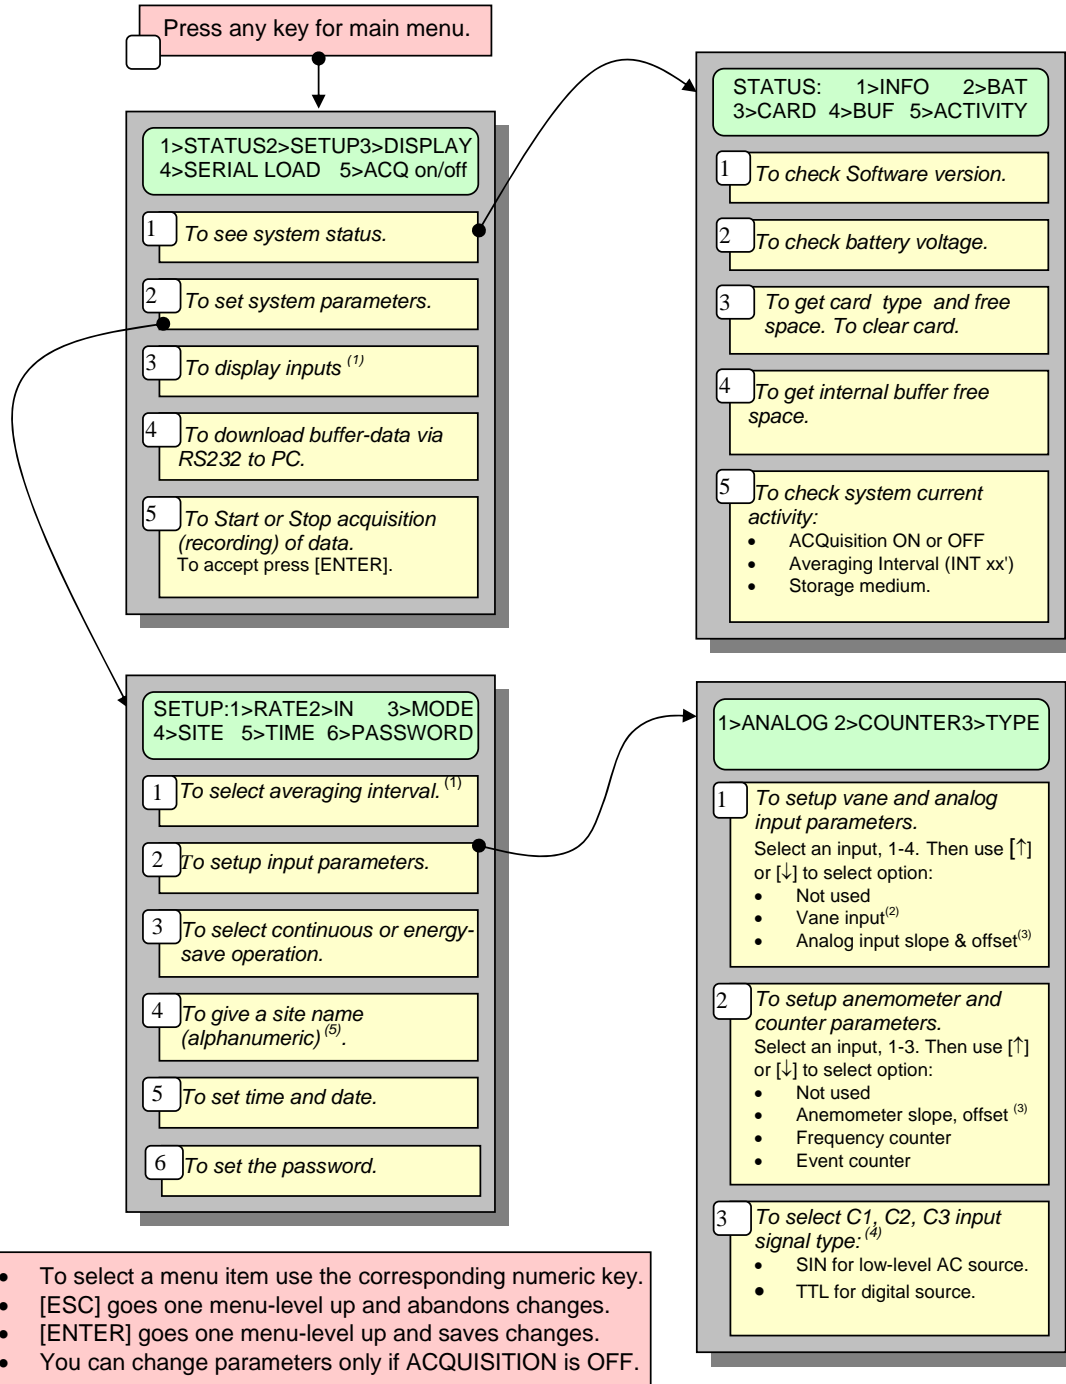 Press any key for main menu.
1>STATUS2>SETUP3>DISPLAY
4>SERIAL LOAD 5>ACQ on/off
1 To see system status.
2 To set system parameters.
3 To display inputs (1)
4 To download buffer-data via
RS232 to PC.
5 To Start or Stop acquisition
(recording) of data.
To accept press [ENTER].
STATUS: 1>INFO 2>BAT
3>CARD 4>BUF 5>ACTIVITY
1 To check Software version.
2 To check battery voltage.
3 To get card type and free
space. To clear card.
4 To get internal buffer free
space.
5 To check system current
activity:
• ACQuisition ON or OFF
• Averaging Interval (INT xx')
• Storage medium.
SETUP:1>RATE2>IN 3>MODE
4>SITE 5>TIME 6>PASSWORD
1 To select averaging interval. (1)
2 To setup input parameters.
3 To select continuous or energy-
save operation.
4 To give a site name
(alphanumeric) (5).
5 To set time and date.
6 To set the password.
1>ANALOG 2>COUNTER3>TYPE
1 To setup vane and analog
input parameters.
Select an input, 1-4. Then use [↑]
or [↓] to select option:
• Not used
• Vane input(2)
• Analog input slope & offset(3)
2 To setup anemometer and
counter parameters.
Select an input, 1-3. Then use [↑]
or [↓] to select option:
• Not used
• Anemometer slope, offset (3)
• Frequency counter
• Event counter
3 To select C1, C2, C3 input
signal type: (4)
• SIN for low-level AC source.
• TTL for digital source.
• To select a menu item use the corresponding numeric key.
• [ESC] goes one menu-level up and abandons changes.
• [ENTER] goes one menu-level up and saves changes.
• You can change parameters only if ACQUISITION is OFF.